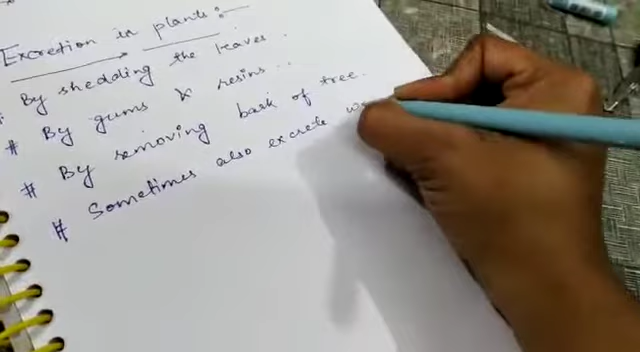 Excretion in plants:-
# By shedding the leaves.
# By gums & resins..
# By removing bark of tree.
# Sometimes also excrete